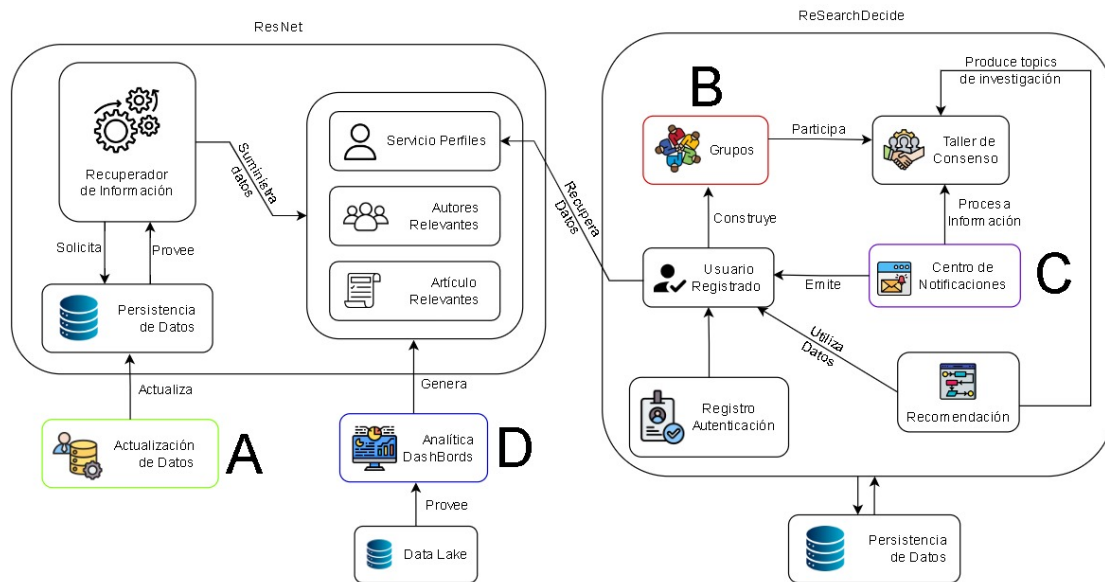 ResNet
Recuperador
de Información
Suministra
datos
Servicio Perfiles
Autores
Relevantes
Artículo
Relevantes
Solicita
Provee
Persistencia
de Datos
Actualiza
Actualización
de Datos
A
Genera
Analítica
DashBords
D
Provee
Data Lake
Recupera
Datos
ReSearchDecide
Produce topics
de investigación
B
Grupos
Participa
Taller de
Consenso
Construye
Procesa
Información
Usuario
Registrado
Emite
Centro de
Notificaciones
C
Utiliza
Datos
Registro
Autenticación
Recomendación
Persistencia
de Datos